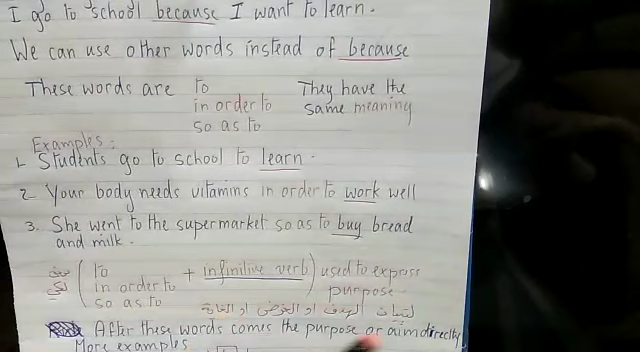 I go to school because I want to learn.
We can use other words instead of because
These words are to They have the
in order to same meaning
so as to
Examples:
1- Students go to school to learn.
2. Your body needs vitamins in order to work well
3. She went to the supermarket so as to buy bread
and milk.
( to
in order to + infinitive verb) used to express
so as to purpose
لكي
لبيان الهدف او الغرض او الغاية
After these words comes the purpose or aim directly
More examples